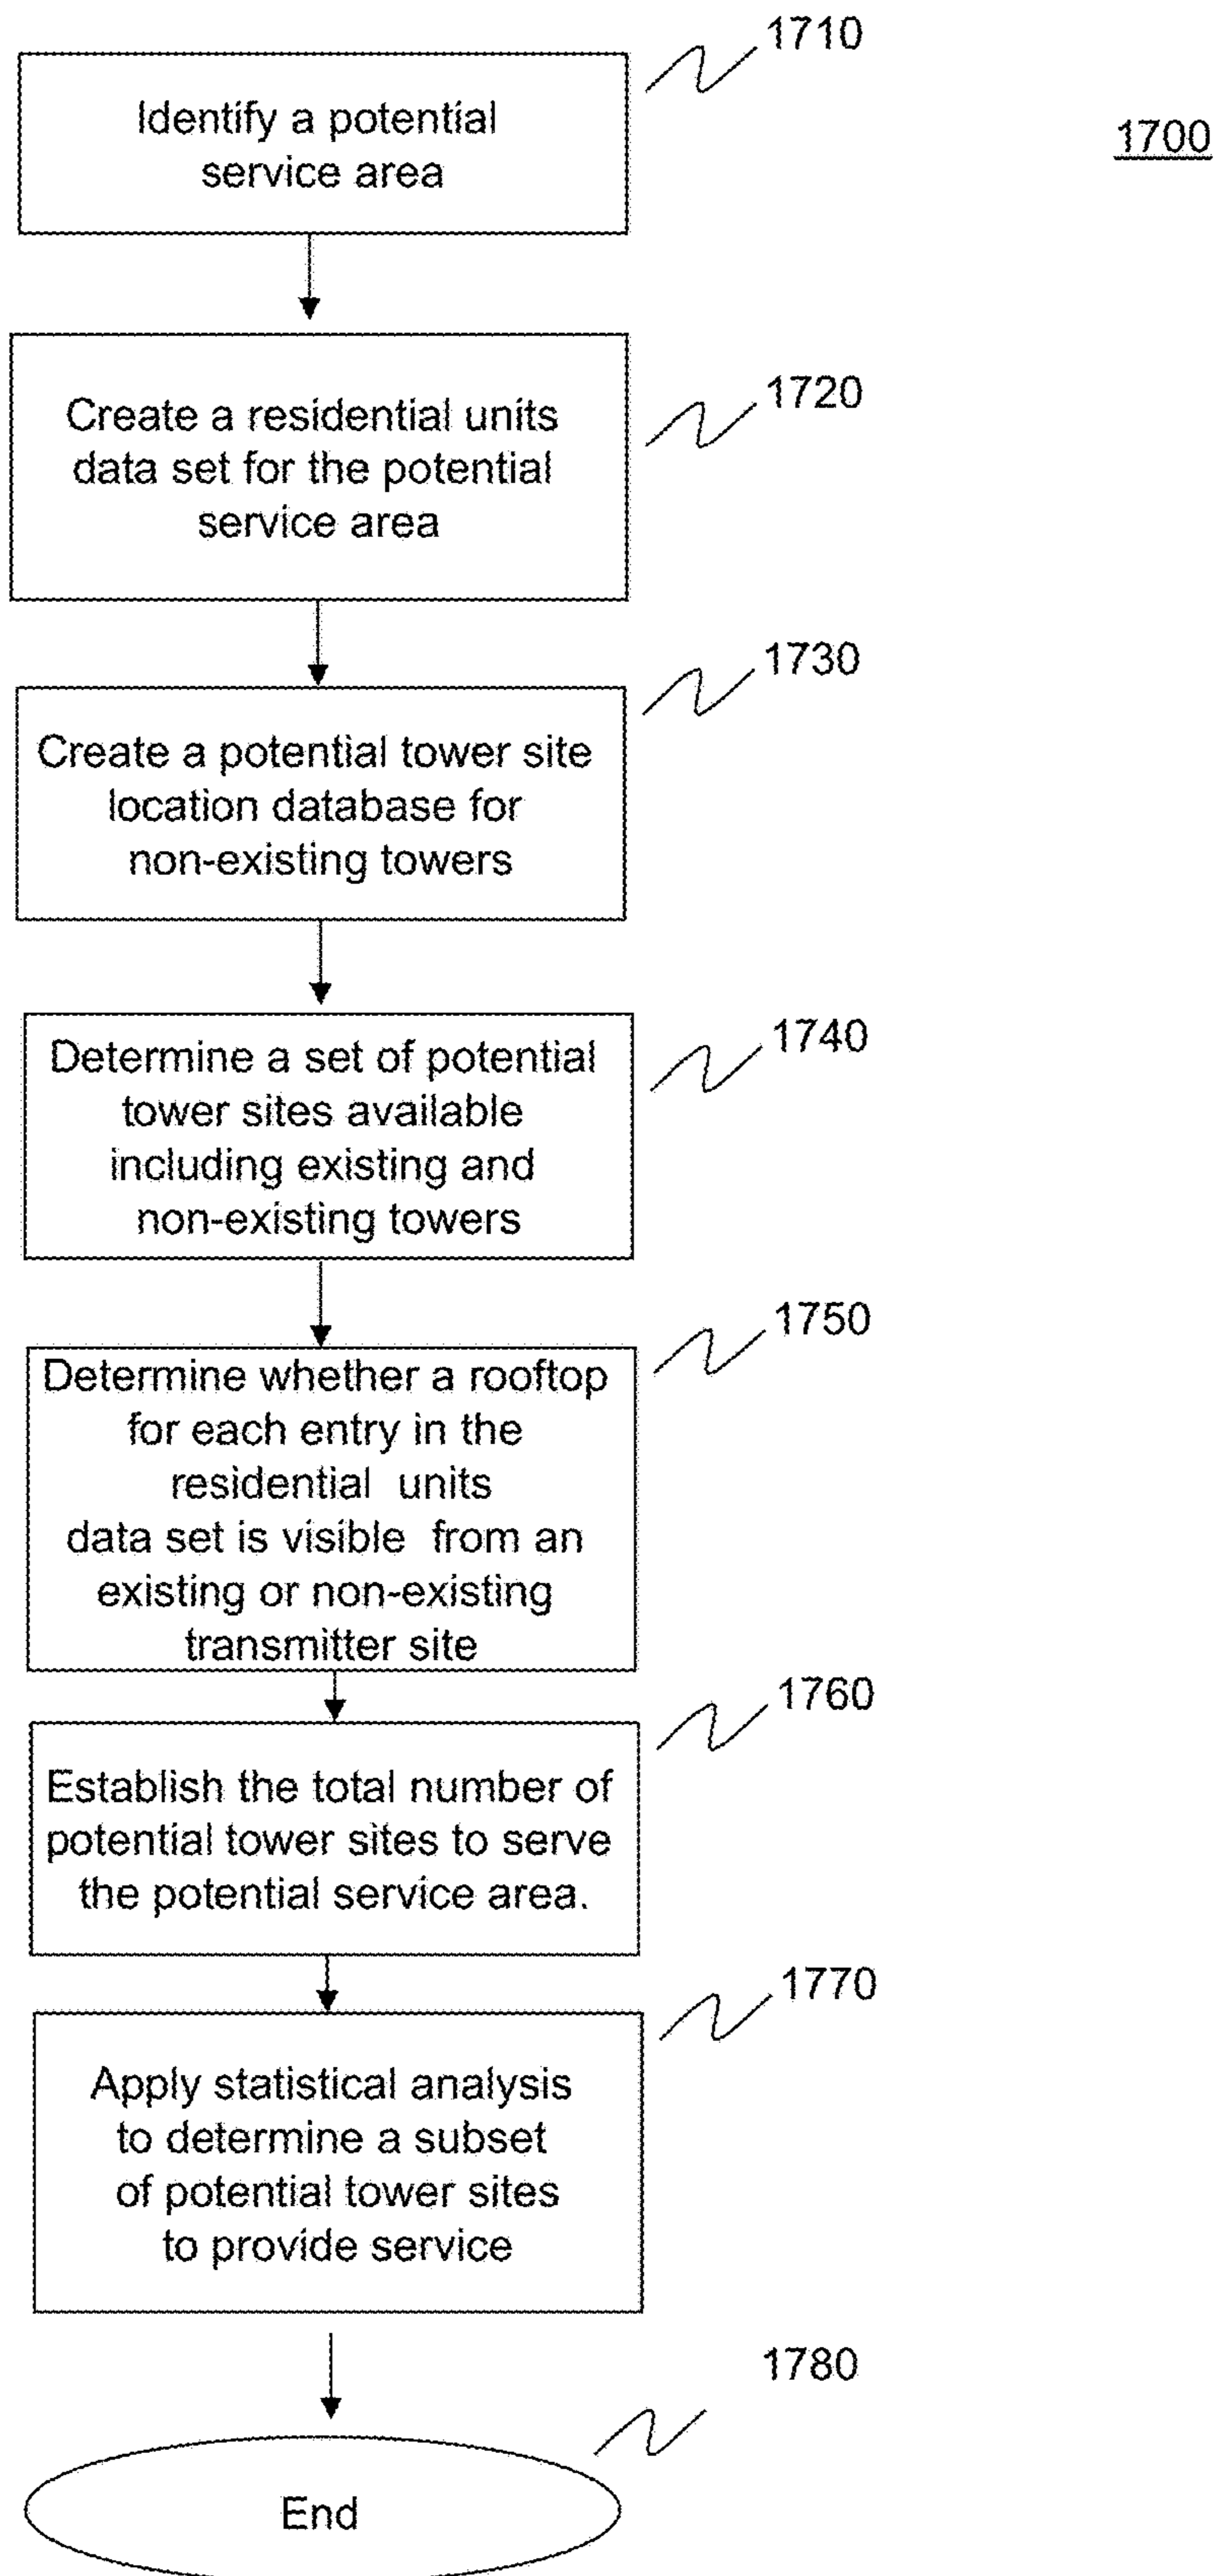 1710
Identify a potential
service area
1700
1720
Create a residential units
data set for the potential
service area
1730
Create a potential tower site
location database for
non-existing towers
1740
Determine a set of potential
tower sites available
including existing and
non-existing towers
1750
Determine whether a rooftop
for each entry in the
residential units
data set is visible from an
existing or non-existing
transmitter site
1760
Establish the total number of
potential tower sites to serve
the potential service area.
1770
Apply statistical analysis
to determine a subset
of potential tower sites
to provide service
1780
End